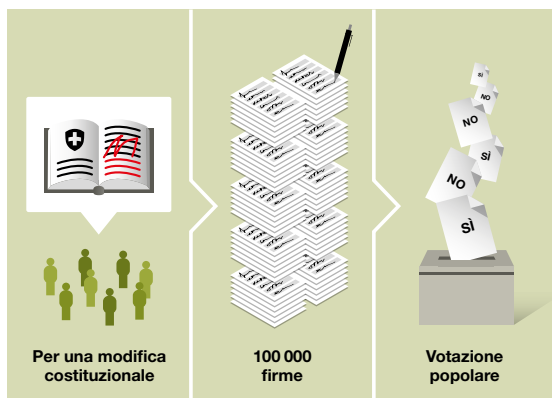 sì
NO
NO
SÌ
NO
SÌ
Per una modifica
costituzionale
100 000
firme
Votazione
popolare